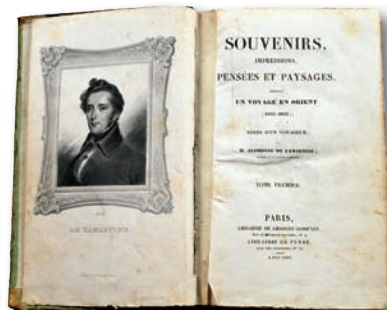 DE LAMARTINE.
SOUVENIRS,
IMPRESSIONS,
PENSÉES ET PAYSAGES,
PENDANT
UN VOYAGE EN ORIENT
NOTES D'UN VOYAGEUR,
M. ALPHONSE DE LAMARTINE,
TOME PREMIER.
PARIS,
LIBRAIRIE DE CHARLES GOSSELIN,
LIBRAIRIE DE FURNE,